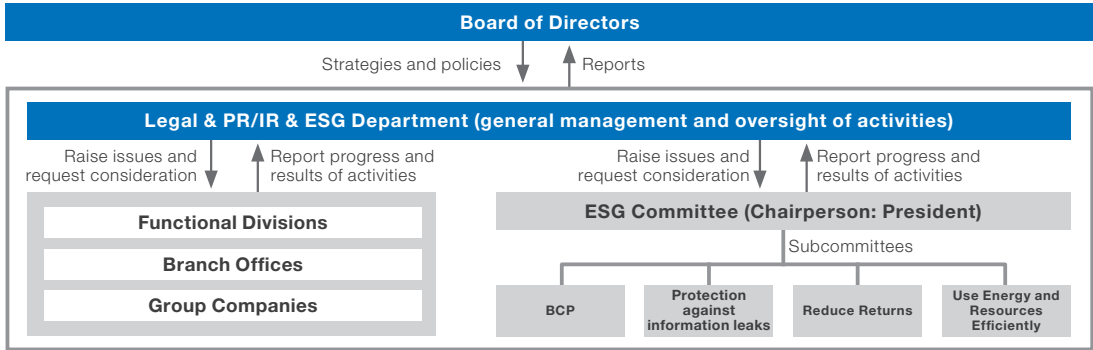 Board of Directors
Strategies and policies
Reports
Legal & PR/IR & ESG Department (general management and oversight of activities)
Raise issues and
request consideration
Report progress and
results of activities
Raise issues and
request consideration
Report progress and
results of activities
Functional Divisions
Branch Offices
Group Companies
ESG Committee (Chairperson: President)
Subcommittees
BCP
Protection
against
information leaks
Reduce Returns
Use Energy and
Resources
Efficiently